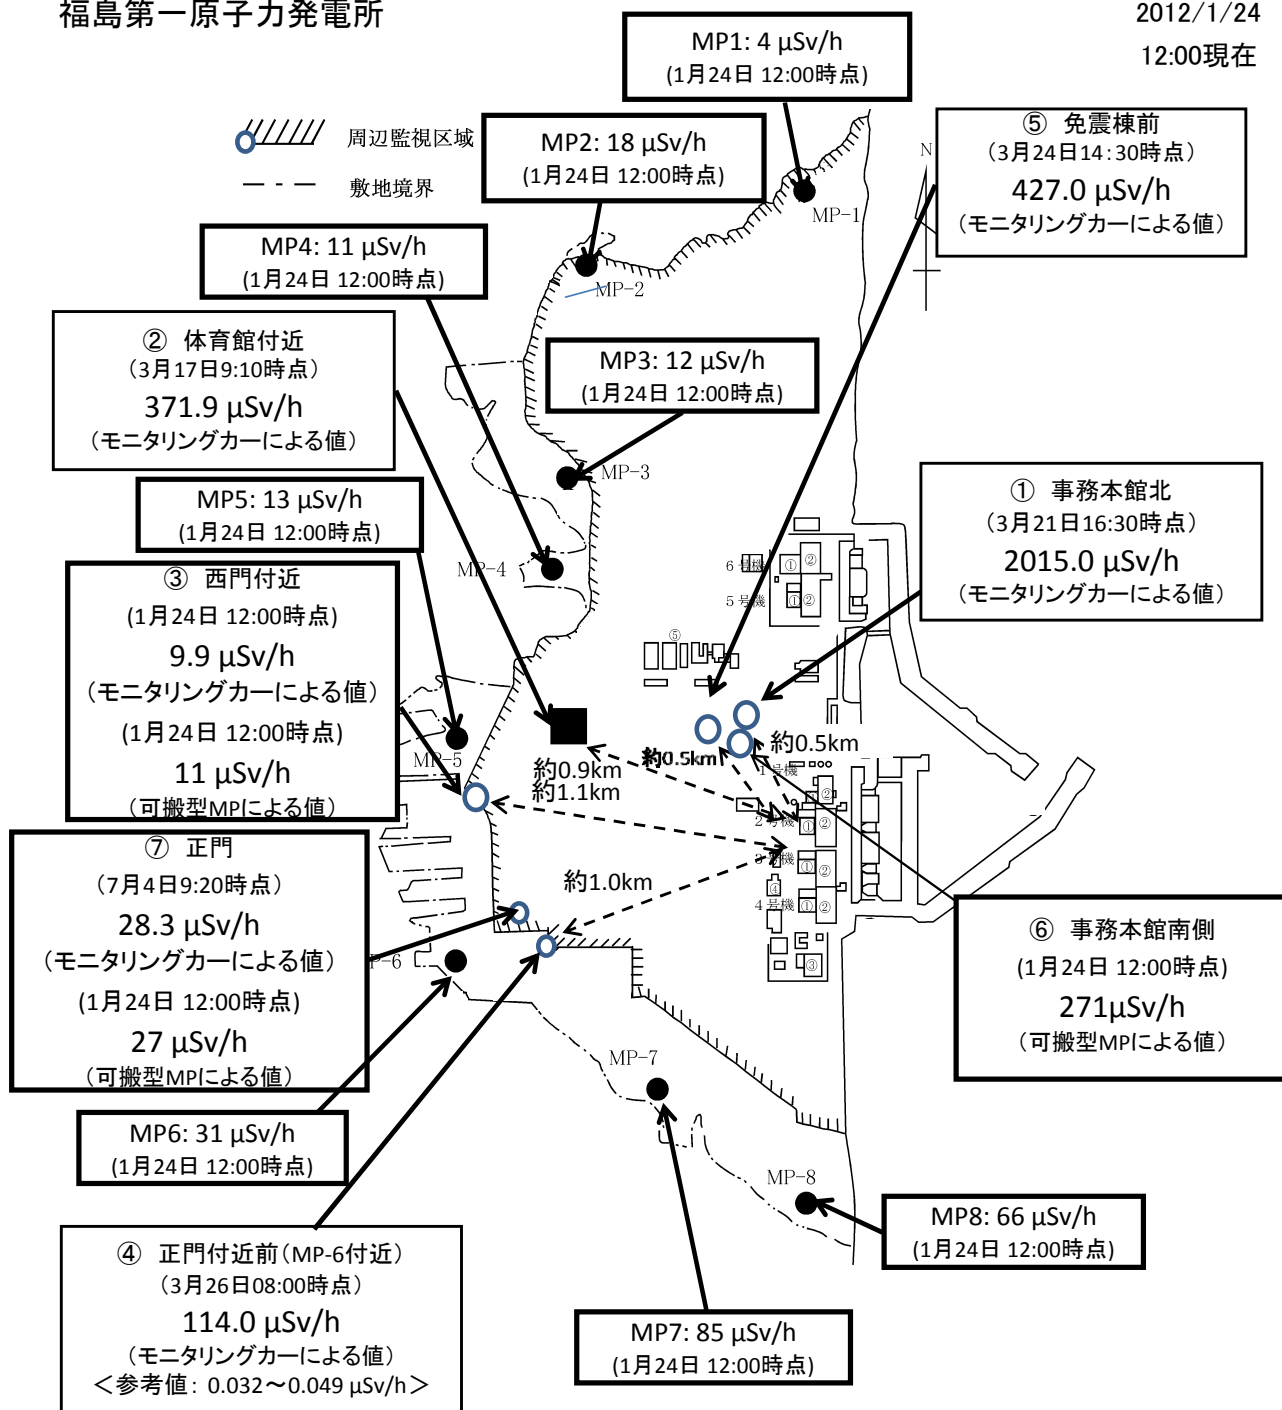 福島第一原子力発電所
2012/1/24
12:00現在
MP1: 4 μSv/h
(1月24日 12:00時点)
周辺監視区域
敷地境界
MP2: 18 μSv/h
(1月24日 12:00時点)
⑤ 免震棟前
(3月24日14:30時点)
427.0 μSv/h
(モニタリングカーによる値)
N
MP-1
MP4: 11 μSv/h
(1月24日 12:00時点)
MP-2
② 体育館付近
(3月17日9:10時点)
371.9 μSv/h
(モニタリングカーによる値)
MP3: 12 μSv/h
(1月24日 12:00時点)
MP-3
① 事務本館北
(3月21日16:30時点)
2015.0 μSv/h
(モニタリングカーによる値)
MP5: 13 μSv/h
(1月24日 12:00時点)
MP-4
6号機
① ②
5号機
① ②
③ 西門付近
(1月24日 12:00時点)
9.9 μSv/h
(モニタリングカーによる値)
(1月24日 12:00時点)
11 μSv/h
(可搬型MPによる値)
⑤
MP-5
約0.9km
約1.1km
約0.5km
約0.5km
1号機
②
2号機
① ②
3号機
① ②
④
4号機
① ②
③
約1.0km
⑦ 正門
(7月4日9:20時点)
28.3 μSv/h
(モニタリングカーによる値)
(1月24日 12:00時点)
27 μSv/h
(可搬型MPによる値)
P-6
⑥ 事務本館南側
(1月24日 12:00時点)
271μSv/h
(可搬型MPによる値)
MP-7
MP6: 31 μSv/h
(1月24日 12:00時点)
MP-8
MP8: 66 μSv/h
(1月24日 12:00時点)
④ 正門付近前(MP-6付近)
(3月26日08:00時点)
114.0 μSv/h
(モニタリングカーによる値)
<参考値: 0.032～0.049 μSv/h>
MP7: 85 μSv/h
(1月24日 12:00時点)